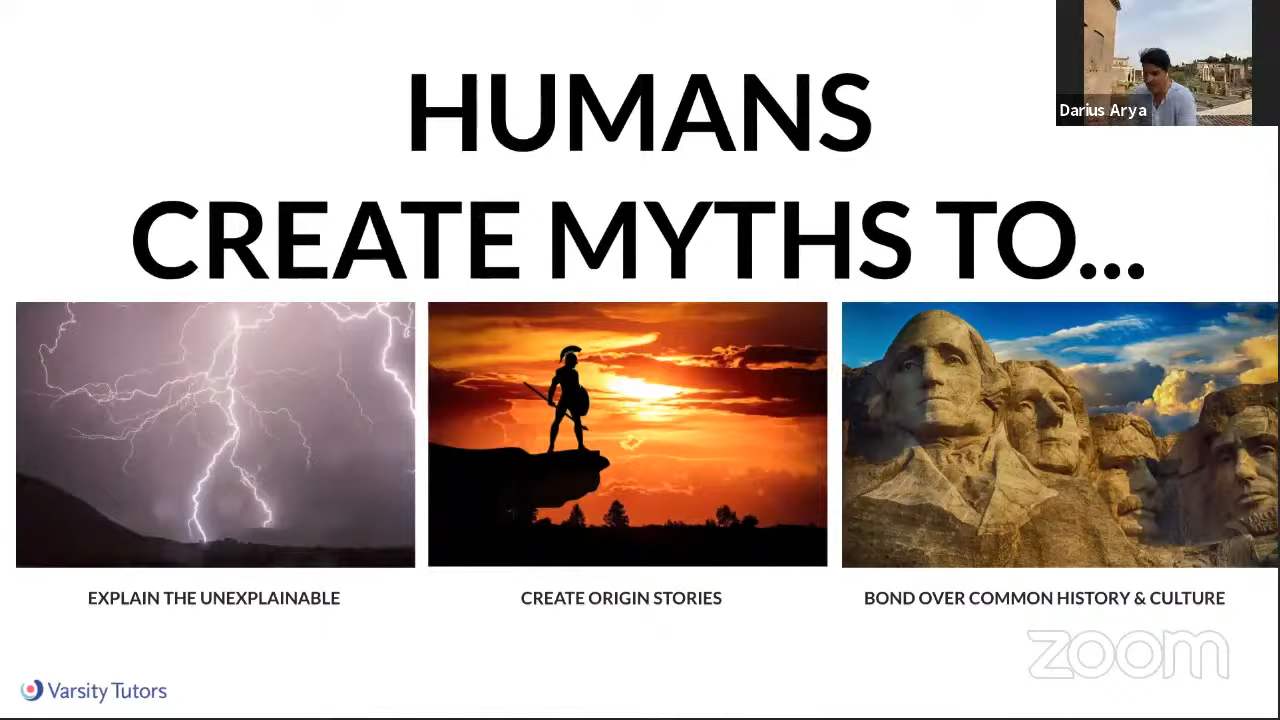 HUMANS
CREATE MYTHS TO...
Darius Arya
EXPLAIN THE UNEXPLAINABLE
CREATE ORIGIN STORIES
BOND OVER COMMON HISTORY & CULTURE
zoom
Varsity Tutors